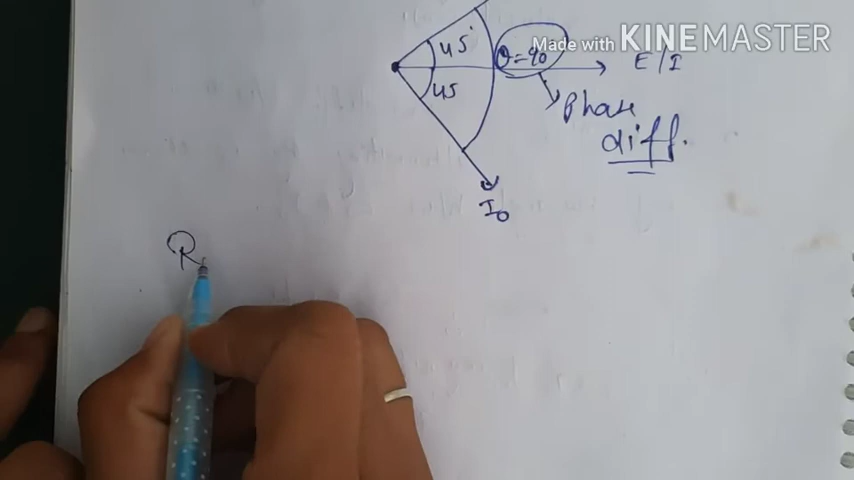 Made with KINEMASTER
45°
θ=90
E/I
45
Phase
diff.
I₀
R